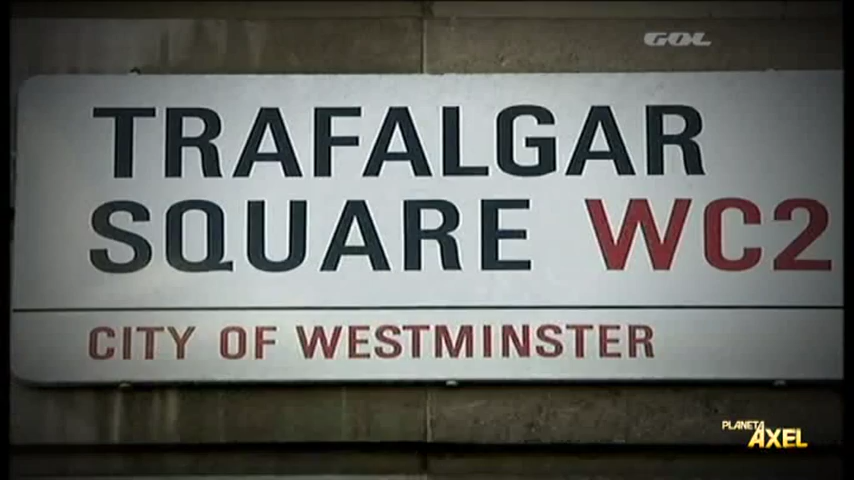 GOL
TRAFALGAR
SQUARE WC2
CITY OF WESTMINSTER
PLANETA
AXEL